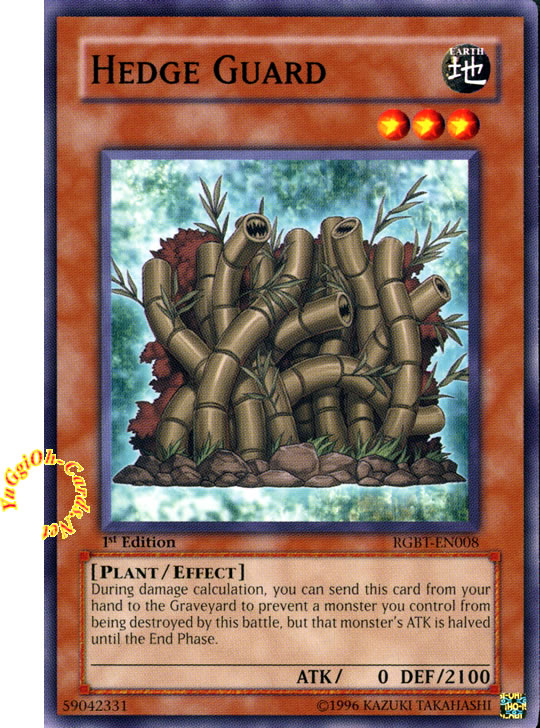 HEDGE GUARD
EARTH
地
1st Edition
RGBT-EN008
[PLANT/EFFECT]
During damage calculation, you can send this card from your
hand to the Graveyard to prevent a monster you control from
being destroyed by this battle, but that monster's ATK is halved
until the End Phase.
ATK/ 0 DEF/2100
59042331
©1996 KAZUKI TAKAHASHI
YuGgiOh-Cards.Net